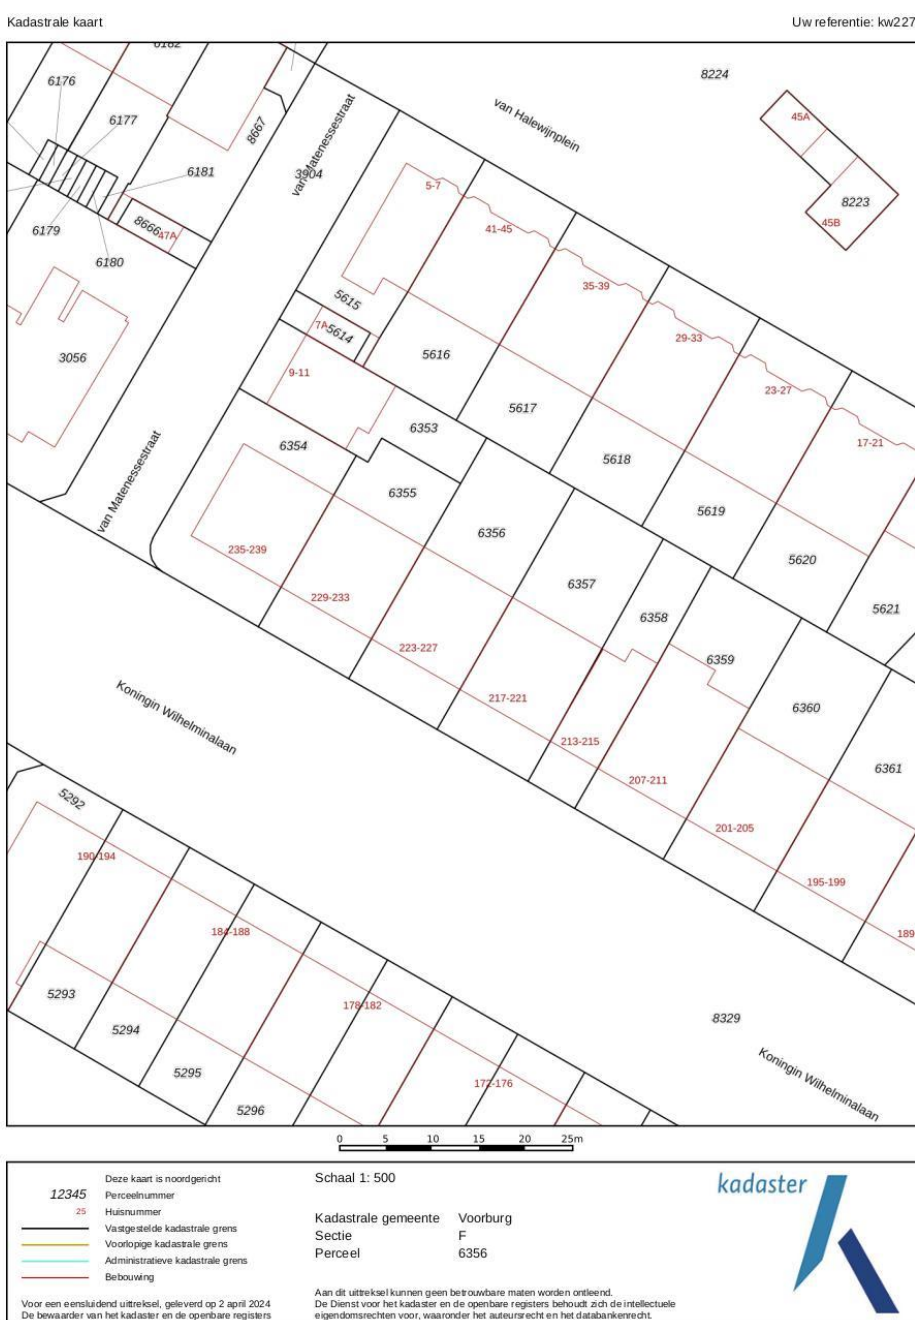 Kadastrale kaart
Uw referentie: kw227
6182
8224
6176
van Halewijnplein
45A
6177
8667
van Matenessestraat
3904
6181
5-7
8223
8666
47A
45B
6179
41-45
6180
35-39
5615
7A
5614
29-33
5616
3056
9-11
23-27
5617
6353
17-21
6354
5618
van Matenessestraat
6355
5619
6356
235-239
5620
6357
229-233
5621
6358
223-227
6359
217-221
6360
Koningin Wilhelminalaan
213-215
6361
207-211
5292
201-205
190-194
195-199
184-188
189
5293
178-182
8329
5294
5295
172-176
Koningin Wilhelminalaan
5296
0 5 10 15 20 25m
Deze kaart is noordgericht
12345 Perceelnummer
25 Huisnummer
Vastgestelde kadastrale grens
Voorlopige kadastrale grens
Administratieve kadastrale grens
Bebouwing
Voor een eensluidend uittreksel, geleverd op 2 april 2024
De bewaarder van het kadaster en de openbare registers
Schaal 1: 500
Kadastrale gemeente Voorburg
Sectie F
Perceel 6356
Aan dit uittreksel kunnen geen betrouwbare maten worden ontleend.
De Dienst voor het kadaster en de openbare registers behoudt zich de intellectuele
eigendomsrechten voor, waaronder het auteursrecht en het databankenrecht.
kadaster